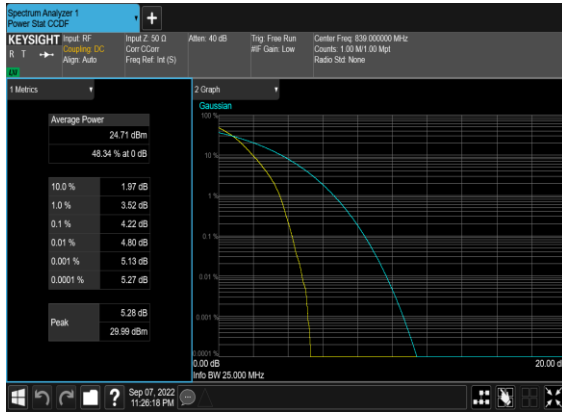 Spectrum Analyzer 1
Power Stat CCDF
+
KEYSIGHT
R T
LXI
Input: RF
Coupling: DC
Align: Auto
Input Z: 50 Ω
Corr CCorr
Freq Ref: Int (S)
Atten: 40 dB
Trig: Free Run
#IF Gain: Low
Center Freq: 839.000000 MHz
Counts: 1.00 M/1.00 Mpt
Radio Std: None
1 Metrics
Average Power
24.71 dBm
48.34 % at 0 dB
10.0 % 1.97 dB
1.0 % 3.52 dB
0.1 % 4.22 dB
0.01 % 4.80 dB
0.001 % 5.13 dB
0.0001 % 5.27 dB
Peak
5.28 dB
29.99 dBm
2 Graph
Gaussian
100 %
10 %
1 %
0.1 %
0.01 %
0.001 %
0.0001 %
0.00 dB
20.00 d
Info BW 25.000 MHz
?
Sep 07, 2022
11:26:18 PM